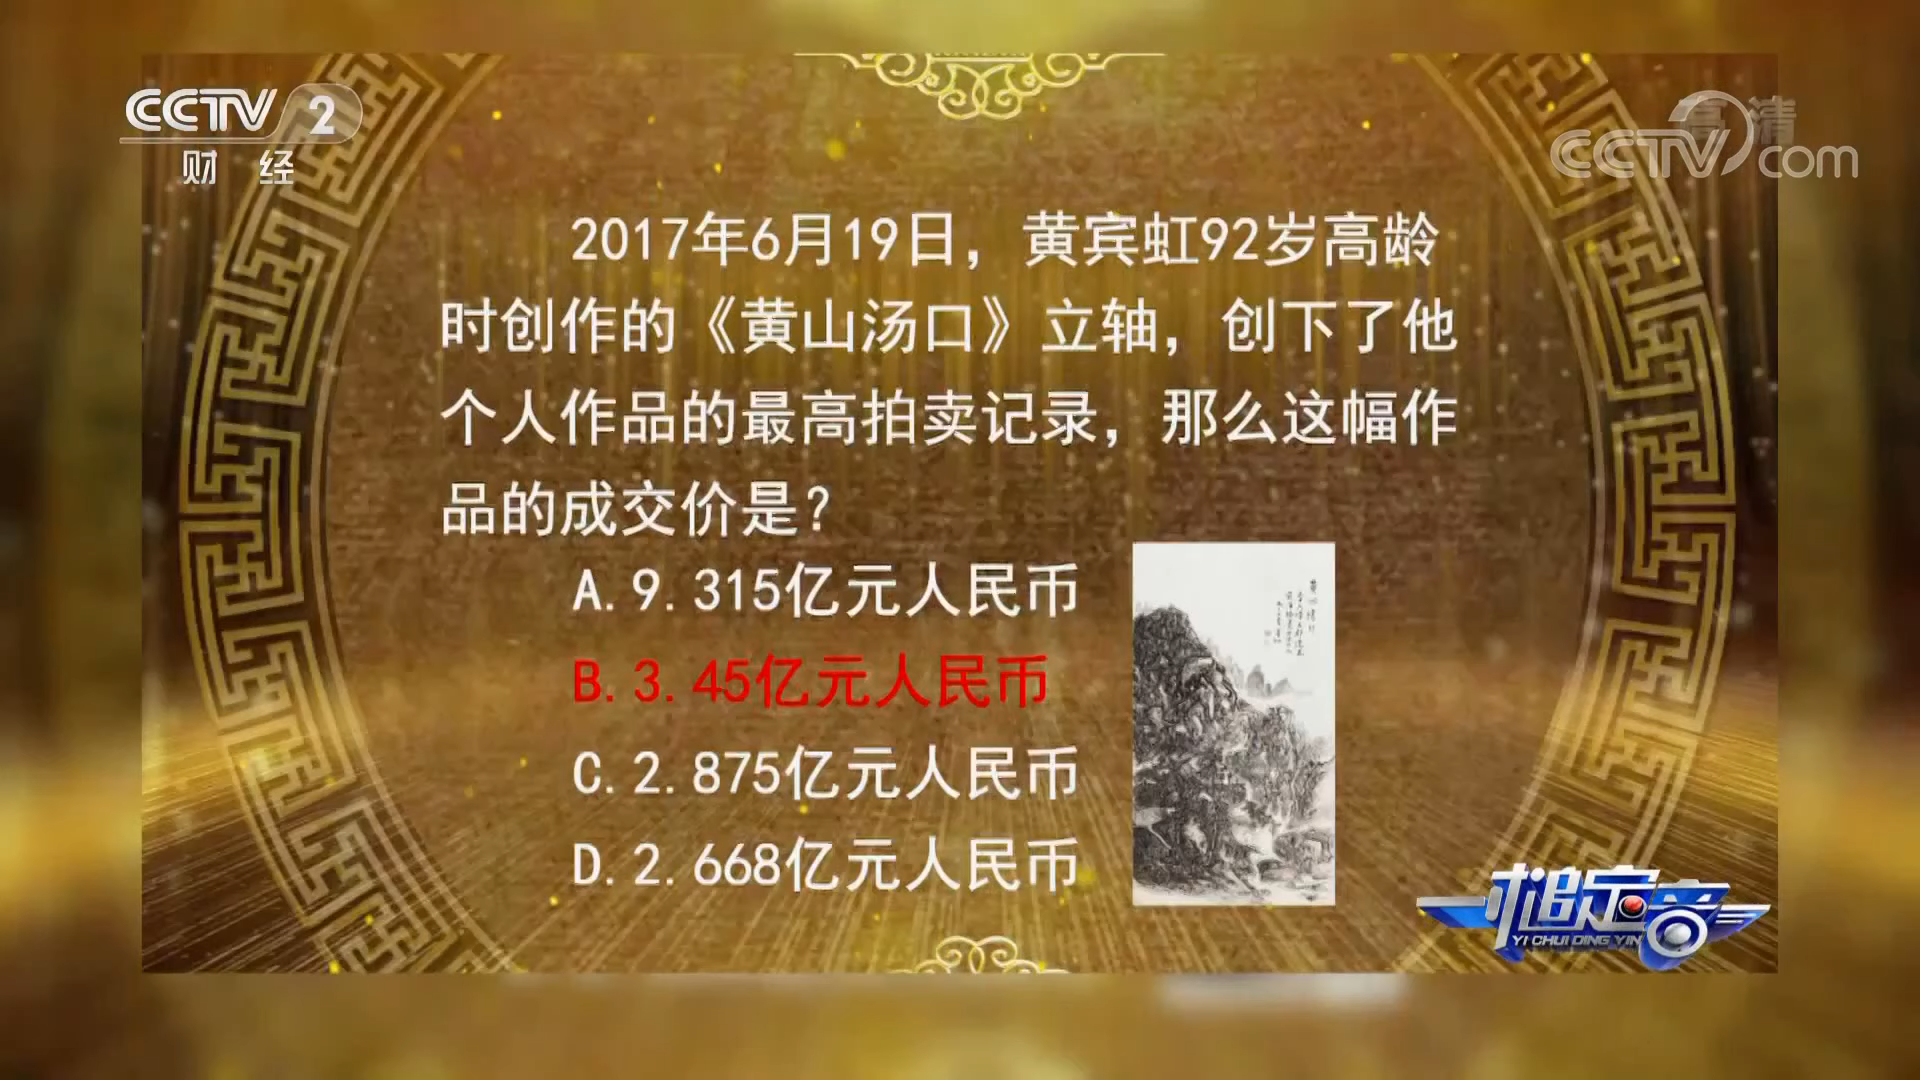 CCTV 2
财经
高清
CCTV.com
2017年6月19日，黄宾虹92岁高龄
时创作的《黄山汤口》立轴，创下了他
个人作品的最高拍卖记录，那么这幅作
品的成交价是？
A.9.315亿元人民币
B.3.45亿元人民币
C.2.875亿元人民币
D.2.668亿元人民币
一槌定音
YI CHUI DING YIN